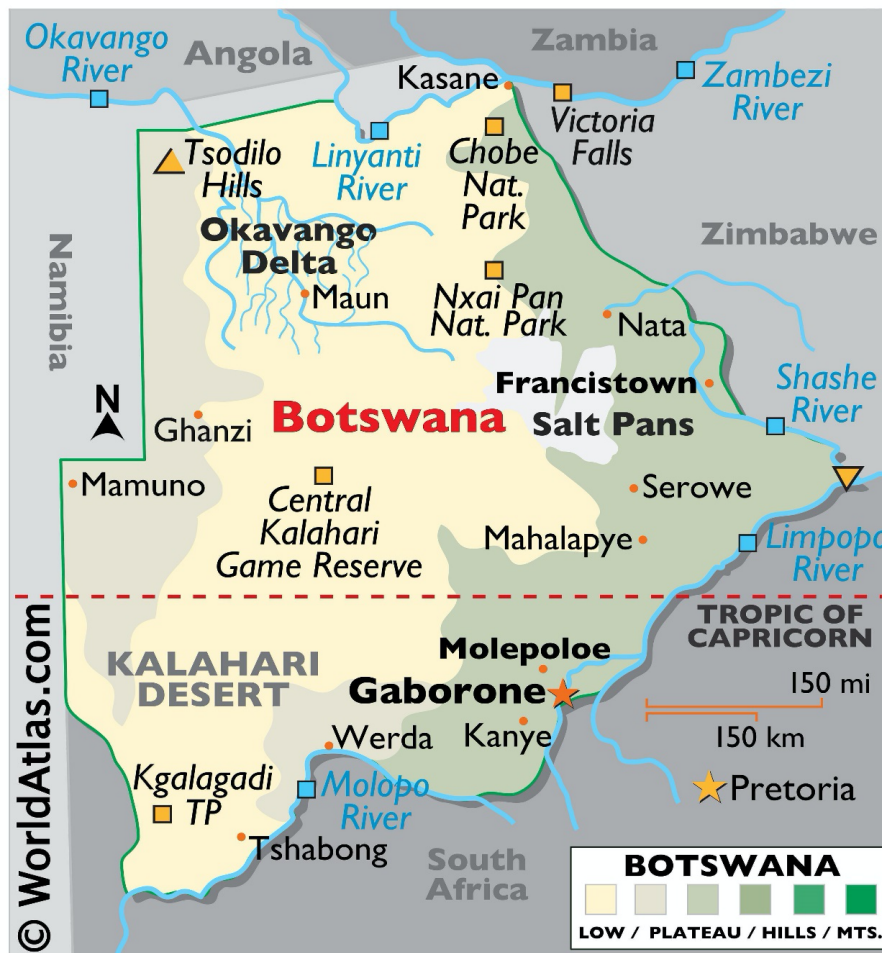 Okavango
River
Angola
Zambia
Kasane
Zambezi
River
Victoria
Falls
Tsodilo
Hills
Linyanti
River
Chobe
Nat.
Park
Okavango
Delta
Zimbabwe
Namibia
Maun
Nxai Pan
Nat. Park
Nata
Francistown
Shashe
River
N
Ghanzi
Botswana
Salt Pans
Mamuno
Central
Kalahari
Game Reserve
Serowe
Mahalapye
Limpopo
River
TROPIC OF
CAPRICORN
KALAHARI
DESERT
Molepoloe
Gaborone
150 mi
150 km
Werda
Kanye
Kgalagadi
TP
Molopo
River
Pretoria
Tshabong
South
Africa
BOTSWANA
LOW / PLATEAU / HILLS / MTS.
© WorldAtlas.com